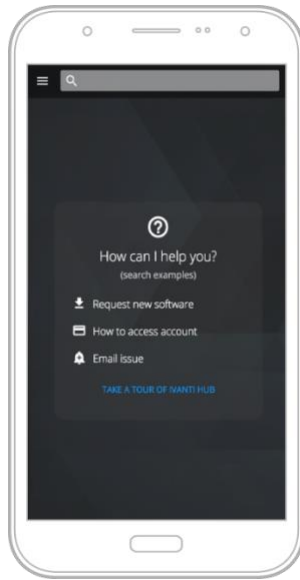 How can I help you?
(search examples)
Request new software
How to access account
Email issue
TAKE A TOUR OF IVANTI HUB